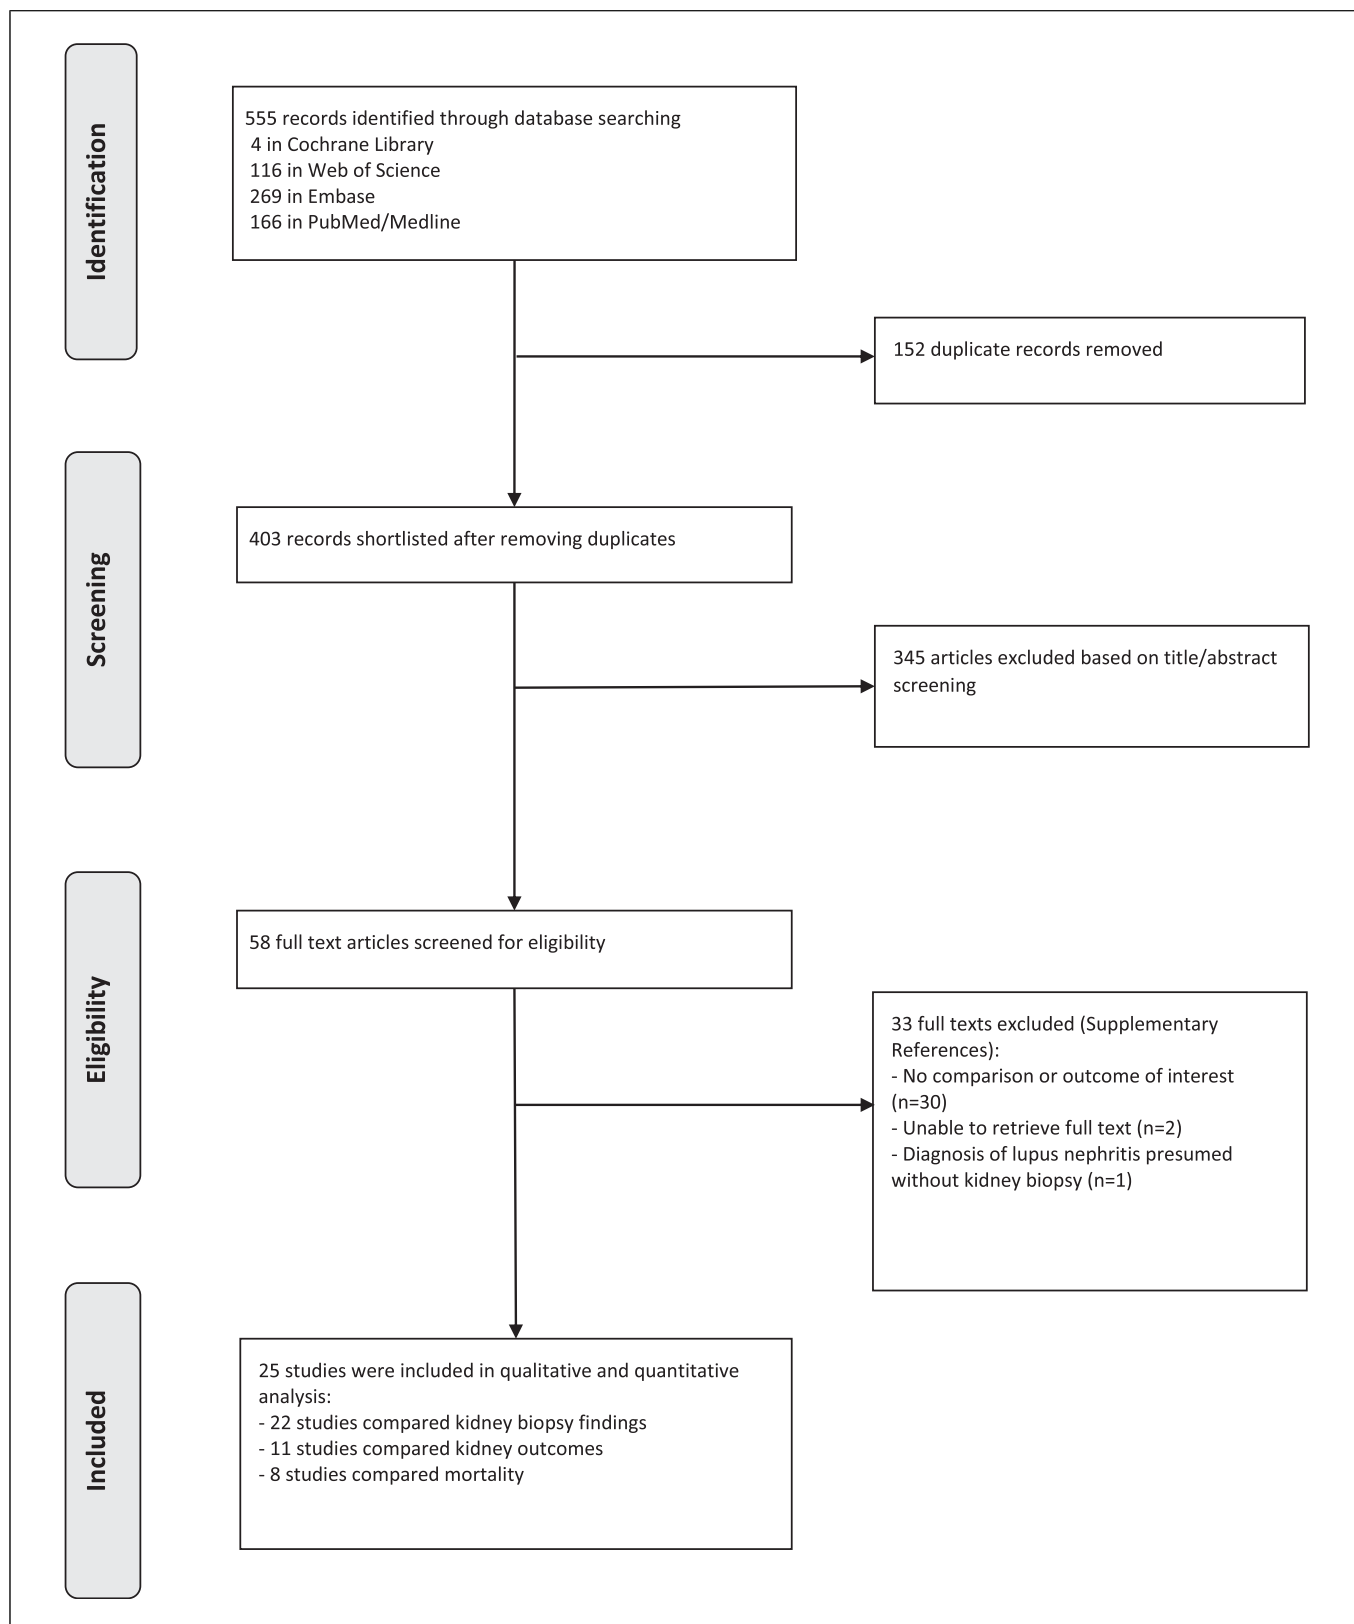 Identification
555 records identified through database searching
4 in Cochrane Library
116 in Web of Science
269 in Embase
166 in PubMed/Medline
152 duplicate records removed
Screening
403 records shortlisted after removing duplicates
345 articles excluded based on title/abstract
screening
Eligibility
58 full text articles screened for eligibility
33 full texts excluded (Supplementary
References):
- No comparison or outcome of interest
(n=30)
- Unable to retrieve full text (n=2)
- Diagnosis of lupus nephritis presumed
without kidney biopsy (n=1)
Included
25 studies were included in qualitative and quantitative
analysis:
- 22 studies compared kidney biopsy findings
- 11 studies compared kidney outcomes
- 8 studies compared mortality